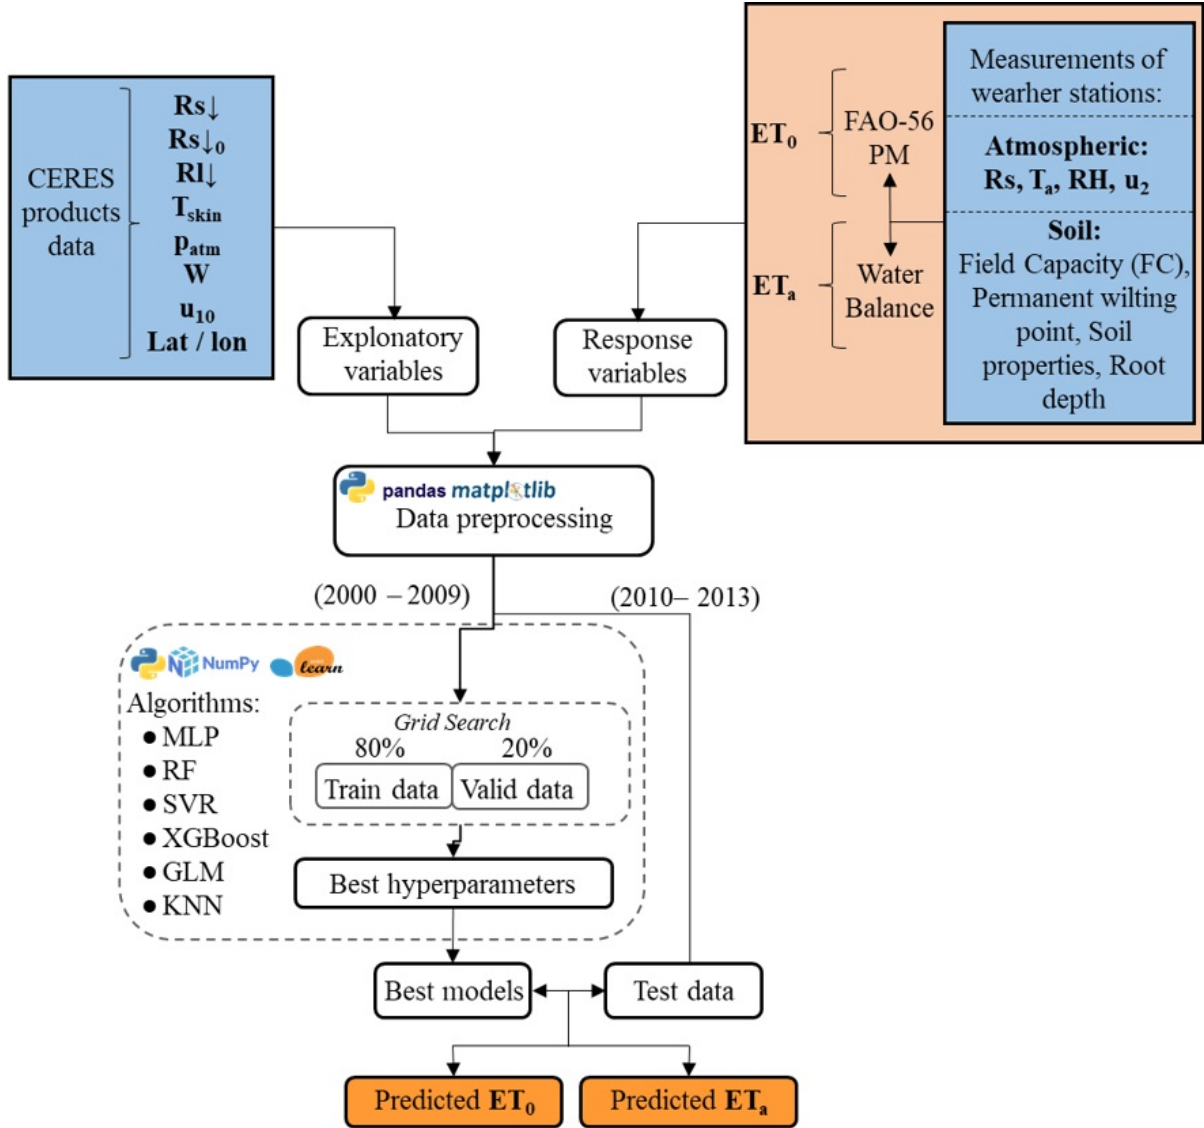 CERES
products
data
Rs↓
Rs↓₀
Rl↓
Tₛₖᵢₙ
pₐₜₘ
W
u₁₀
Lat / lon
ET₀
FAO-56
PM
ETₐ
Water
Balance
Measurements of
wearher stations:
Atmospheric:
Rs, Tₐ, RH, u₂
Soil:
Field Capacity (FC),
Permanent wilting
point, Soil
properties, Root
depth
Explonatory
variables
Response
variables
pandas matplotlib
Data preprocessing
(2000 – 2009)
(2010– 2013)
NumPy learn
Algorithms:
● MLP
● RF
● SVR
● XGBoost
● GLM
● KNN
Grid Search
80% 20%
Train data Valid data
Best hyperparameters
Best models
Test data
Predicted ET₀
Predicted ETₐ